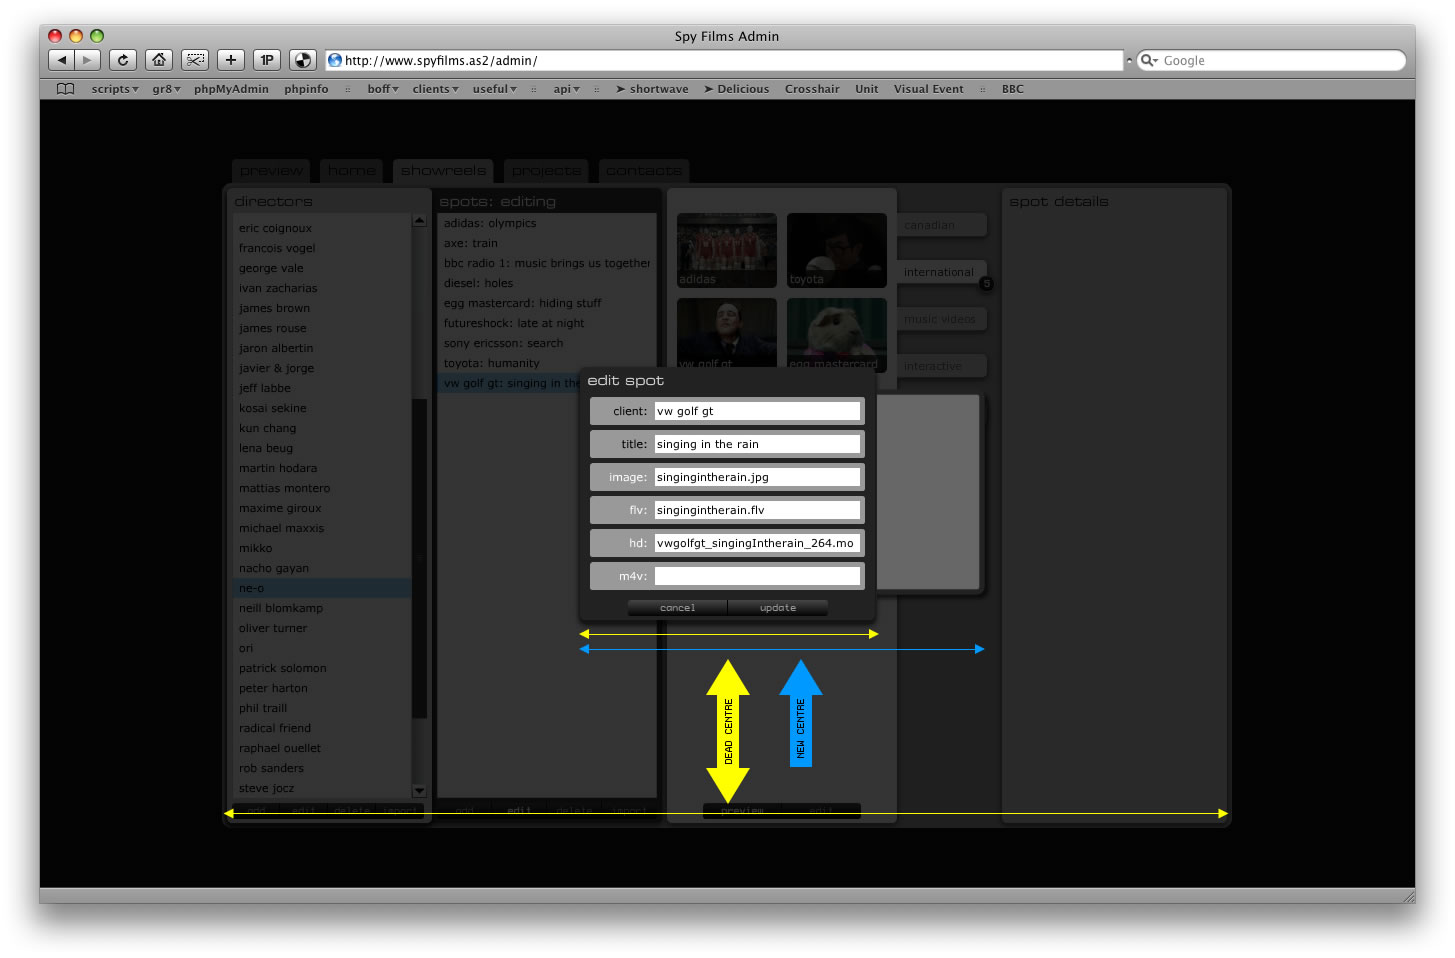 Spy Films Admin
http://www.spyfilms.as2/admin/
Google
1P
scripts gr8 phpMyAdmin phpinfo boff clients useful api shortwave Delicious Crosshair Unit Visual Event BBC
preview home showreels projects contacts
directors
eric coignoux
francois vogel
george vale
ivan zacharias
james brown
james rouse
jaron albertin
javier & jorge
jeff labbe
kosai sekine
kun chang
lena beug
martin hodara
mattias montero
maxime giroux
michael maxxis
mikko
nacho gayan
ne-o
neill blomkamp
oliver turner
ori
patrick solomon
peter harton
phil traill
radical friend
raphael ouellet
rob sanders
steve jocz
add edit delete import
spots: editing
adidas: olympics
axe: train
bbc radio 1: music brings us together
diesel: holes
egg mastercard: hiding stuff
futureshock: late at night
sony ericsson: search
toyota: humanity
vw golf gt: singing in the
add edit delete import
adidas
toyota
vw golf gt
egg mastercard
canadian
international
5
music videos
interactive
preview edit
spot details
edit spot
client: vw golf gt
title: singing in the rain
image: singingintherain.jpg
flv: singingintherain.flv
hd: vwgolfgt_singingIntherain_264.mo
m4v:
cancel update
DEAD CENTRE
NEW CENTRE